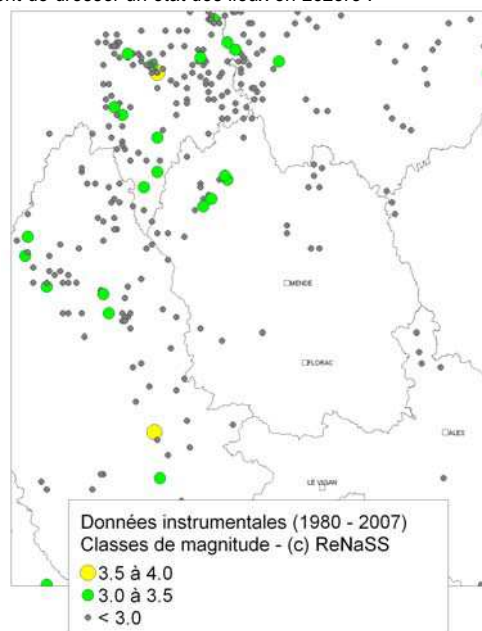 MENDE
FLORAC
ALES
LE VIGAN
Données instrumentales (1980 - 2007)
Classes de magnitude - (c) ReNaSS
3.5 à 4.0
3.0 à 3.5
< 3.0